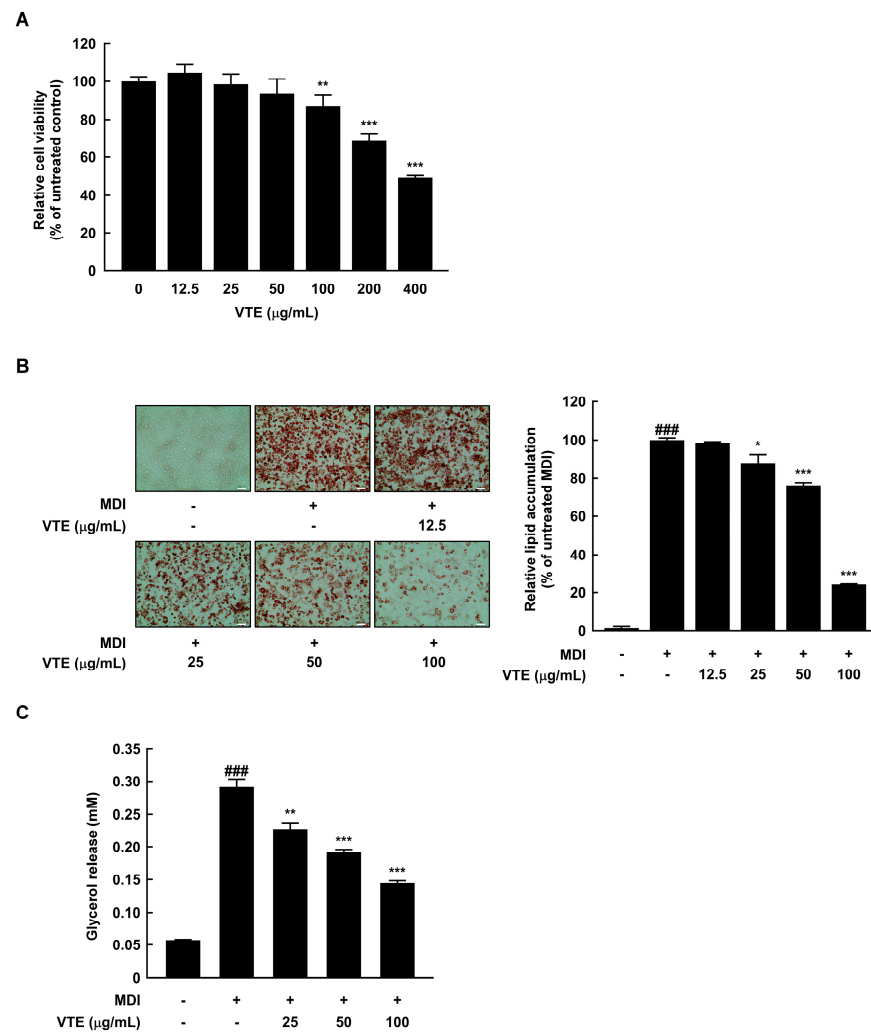 A
Relative cell viability
(% of untreated control)
120
100
80
60
40
20
0
**
***
***
0 12.5 25 50 100 200 400
VTE (μg/mL)
B
MDI - + +
VTE (μg/mL) - - 12.5
MDI + + +
VTE (μg/mL) 25 50 100
Relative lipid accumulation
(% of untreated MDI)
120
100
80
60
40
20
0
###
*
***
***
MDI - + + + + +
VTE (μg/mL) - - 12.5 25 50 100
C
Glycerol release (mM)
0.35
0.30
0.25
0.20
0.15
0.10
0.05
0
###
**
***
***
MDI - + + + +
VTE (μg/mL) - - 25 50 100